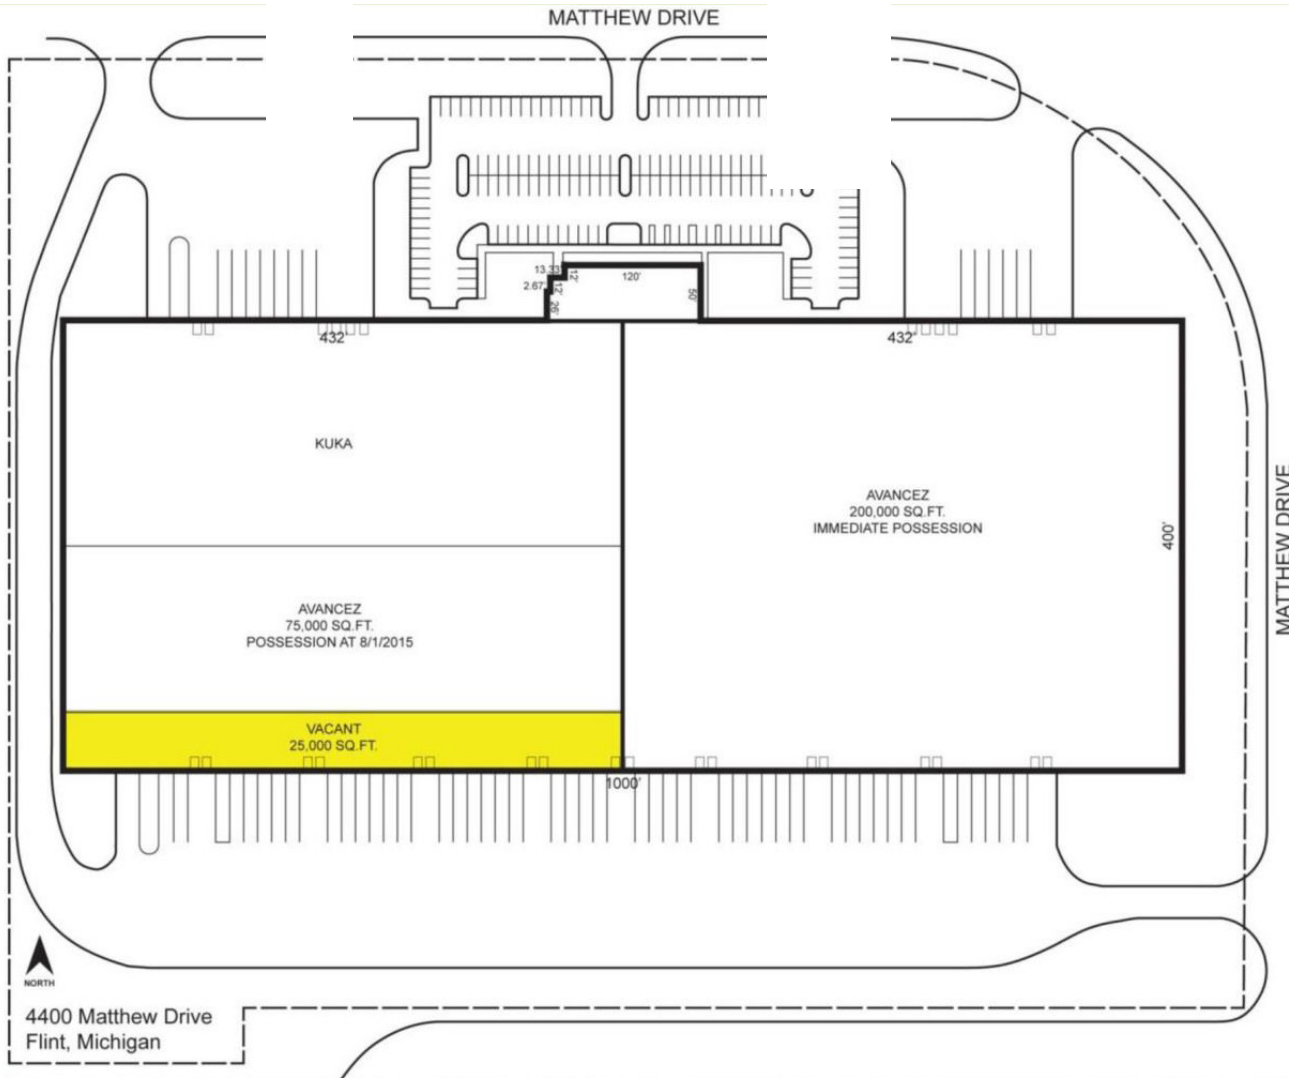 MATTHEW DRIVE
13.33'
12'
120'
2.67'
12'
26'
50'
432'
432'
KUKA
AVANCEZ
200,000 SQ.FT.
IMMEDIATE POSSESSION
400'
MATTHEW DRIVE
AVANCEZ
75,000 SQ.FT.
POSSESSION AT 8/1/2015
VACANT
25,000 SQ.FT.
1000'
NORTH
4400 Matthew Drive
Flint, Michigan